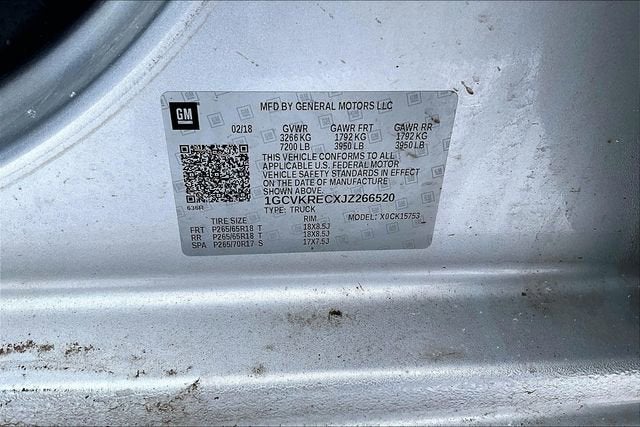 GM
MFD BY GENERAL MOTORS LLC
02/18 GVWR GAWR FRT GAWR RR
3266 KG 1792 KG 1792 KG
7200 LB 3950 LB 3950 LB
THIS VEHICLE CONFORMS TO ALL
APPLICABLE U.S. FEDERAL MOTOR
VEHICLE SAFETY STANDARDS IN EFFECT
ON THE DATE OF MANUFACTURE
SHOWN ABOVE.
1GCVKRECXJZ266520
636R TYPE: TRUCK MODEL: X0CK15753
TIRE SIZE RIM
FRT P265/65R18 T 18X8.5J
RR P265/65R18 T 18X8.5J
SPA P265/70R17 S 17X7.5J